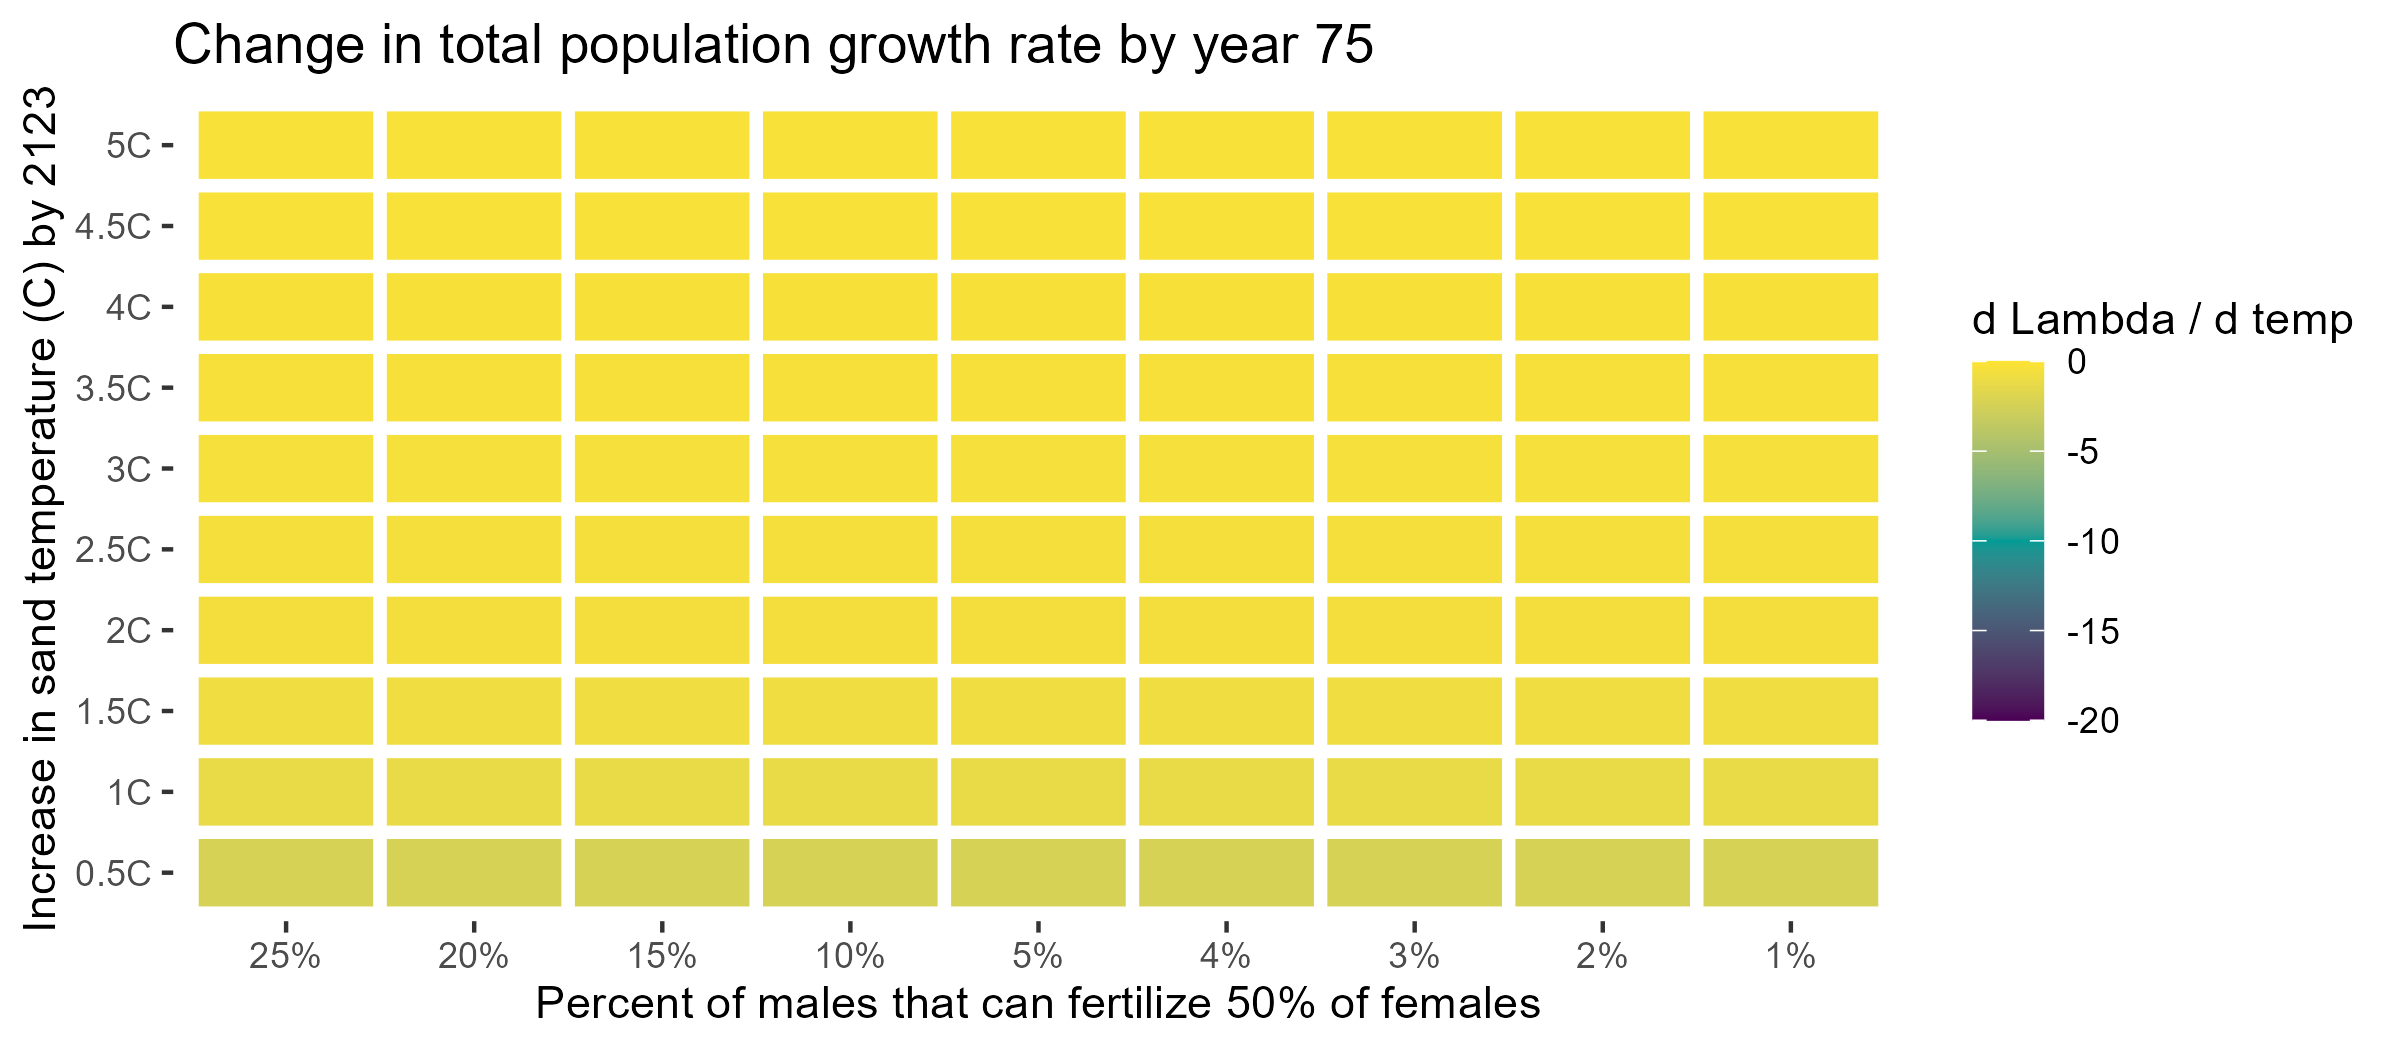 Change in total population growth rate by year 75
Increase in sand temperature (C) by 2123
5C
4.5C
4C
3.5C
3C
2.5C
2C
1.5C
1C
0.5C
25% 20% 15% 10% 5% 4% 3% 2% 1%
Percent of males that can fertilize 50% of females
d Lambda / d temp
0
-5
-10
-15
-20